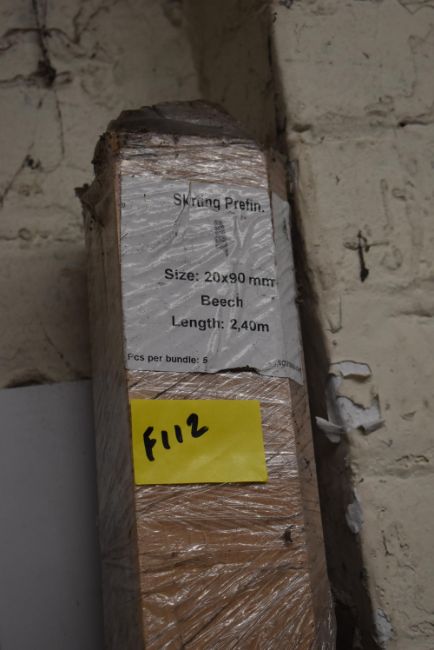 Skrting Prefin.
Size: 20x90 mm
Beech
Length: 2,40m
Pcs per bundle: 5
F112